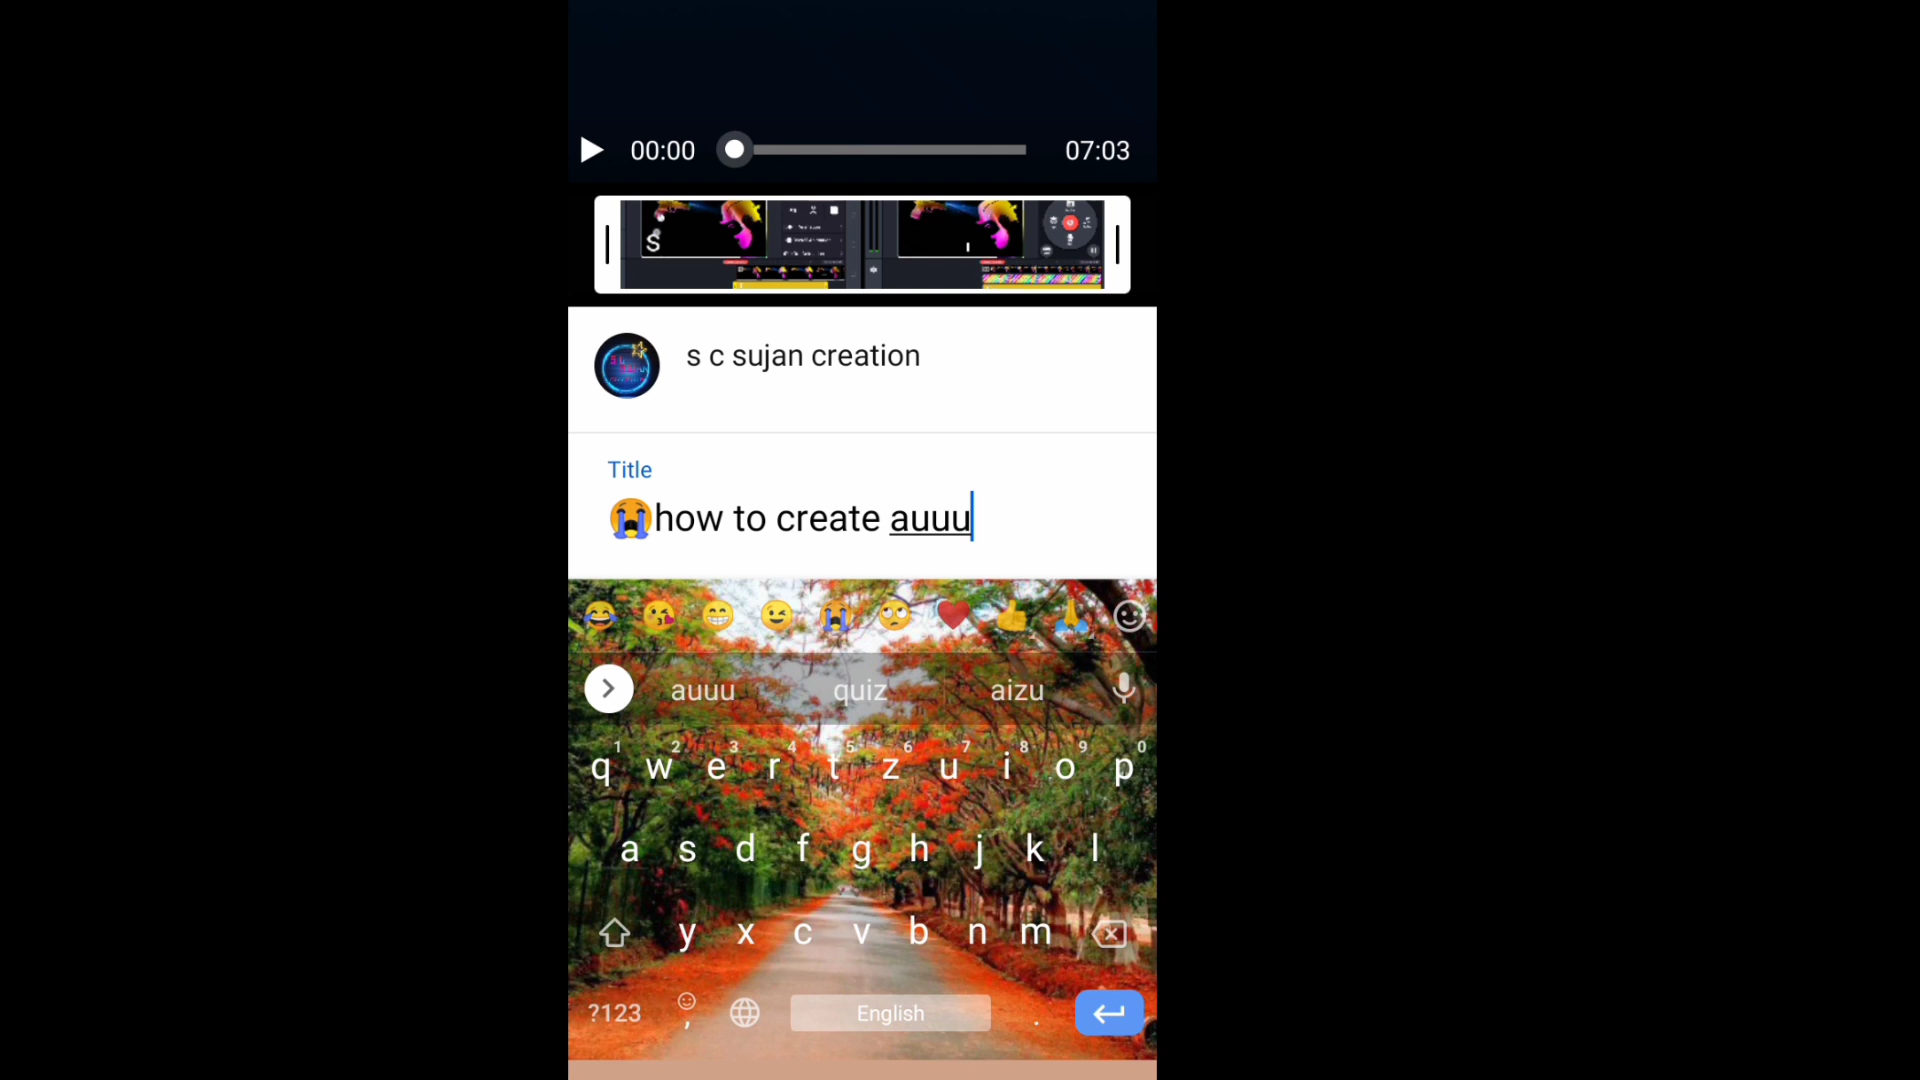 00:00 07:03
S I
s c sujan creation
Title
😭how to create auuu
auuu quiz aizu
1 2 3 4 5 6 7 8 9 0
q w e r t z u i o p
a s d f g h j k l
y x c v b n m
?123 , English .